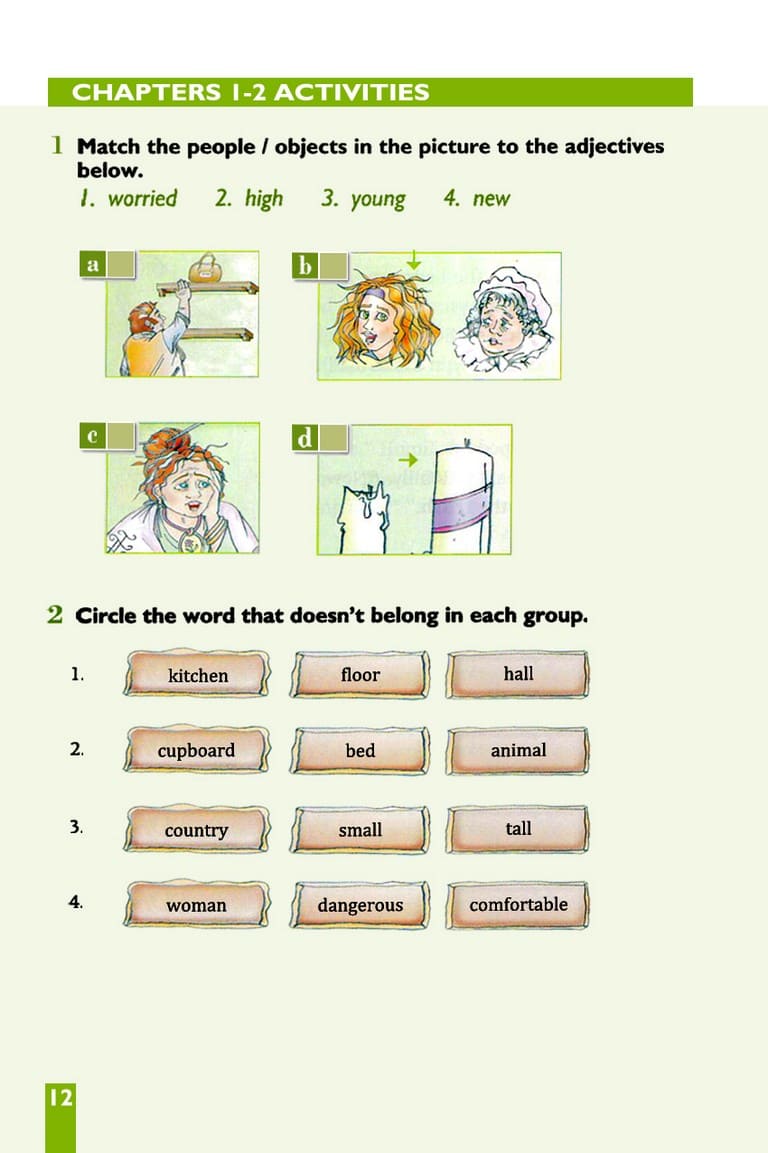 CHAPTERS 1-2 ACTIVITIES
1 Match the people / objects in the picture to the adjectives
below.
1. worried 2. high 3. young 4. new
a b
c d
2 Circle the word that doesn't belong in each group.
1. kitchen floor hall
2. cupboard bed animal
3. country small tall
4. woman dangerous comfortable
12